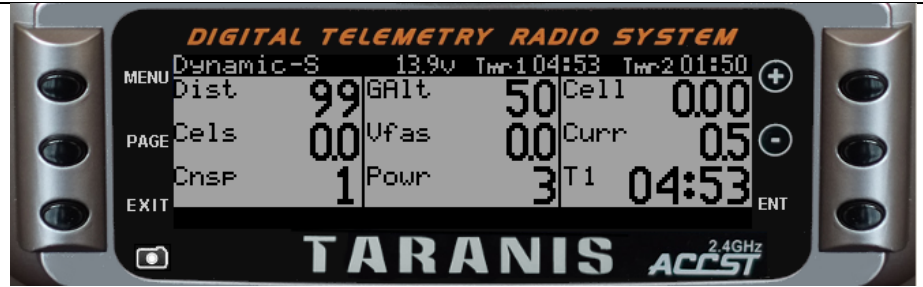 DIGITAL TELEMETRY RADIO SYSTEM
Dynamic-S 13.9v Tmr1 04:53 Tmr2 01:50
MENU
Dist 99 GAlt 50 Cell 0.00
+
PAGE
Cels 0.0 Vfas 0.0 Curr 0.5
-
Cnsp 1 Powr 3 T1 04:53
EXIT
ENT
TARANIS
2.4GHz
ACCST